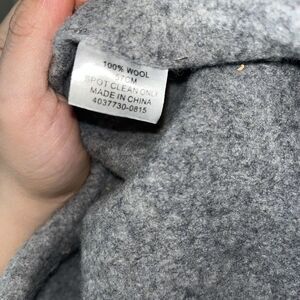 100% WOOL
57CM
SPOT CLEAN ONLY
MADE IN CHINA
4037730-0815